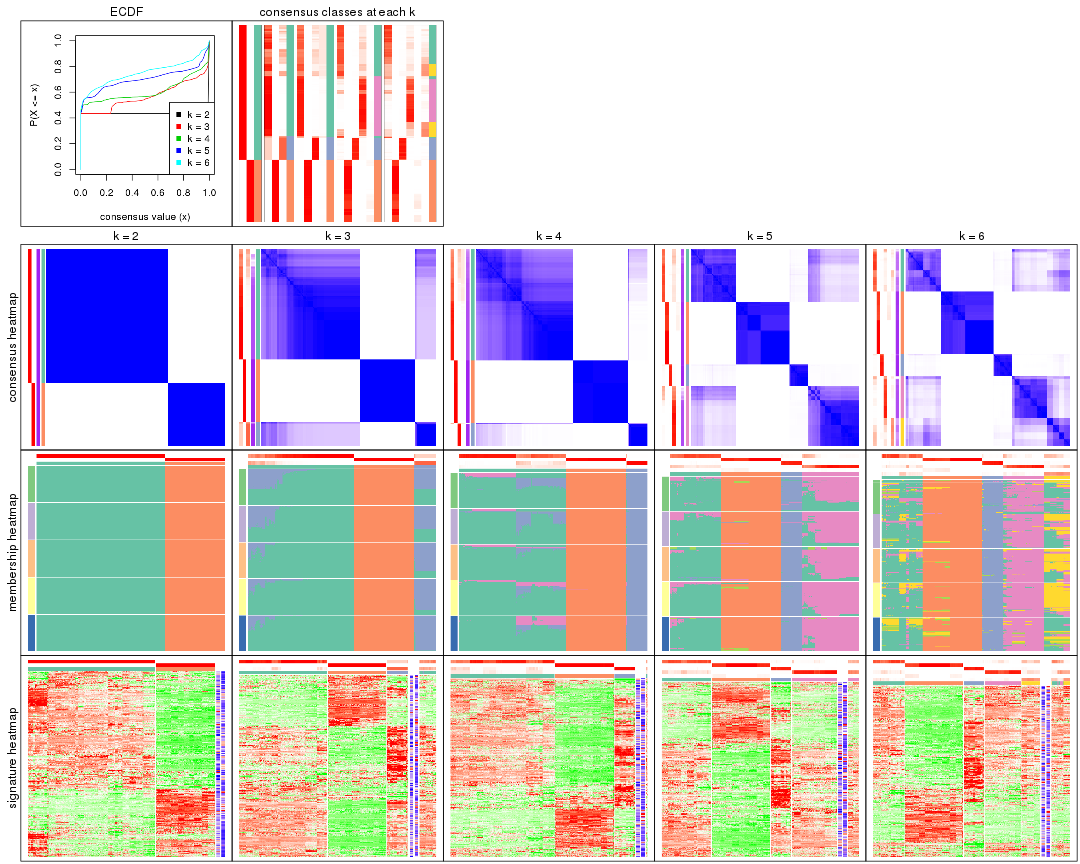 ECDF
consensus classes at each k
P(X <= x)
0.0 0.2 0.4 0.6 0.8 1.0
k = 2
k = 3
k = 4
k = 5
k = 6
0.0 0.2 0.4 0.6 0.8 1.0
consensus value (x)
k = 2
k = 3
k = 4
k = 5
k = 6
consensus heatmap
membership heatmap
signature heatmap